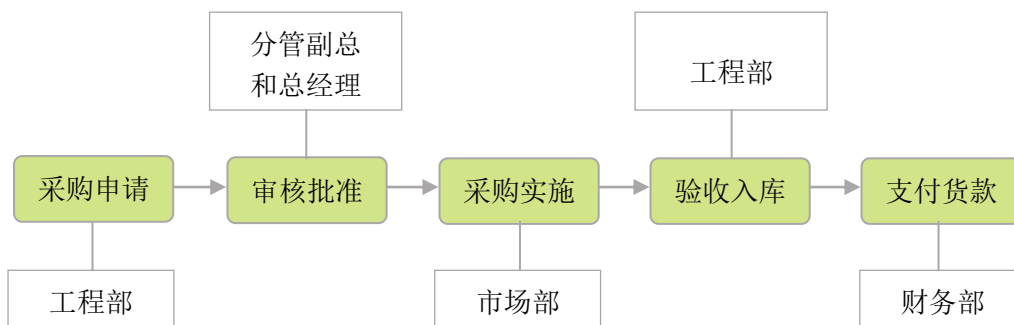 分管副总
和总经理
工程部
采购申请
审核批准
采购实施
验收入库
支付货款
工程部
市场部
财务部